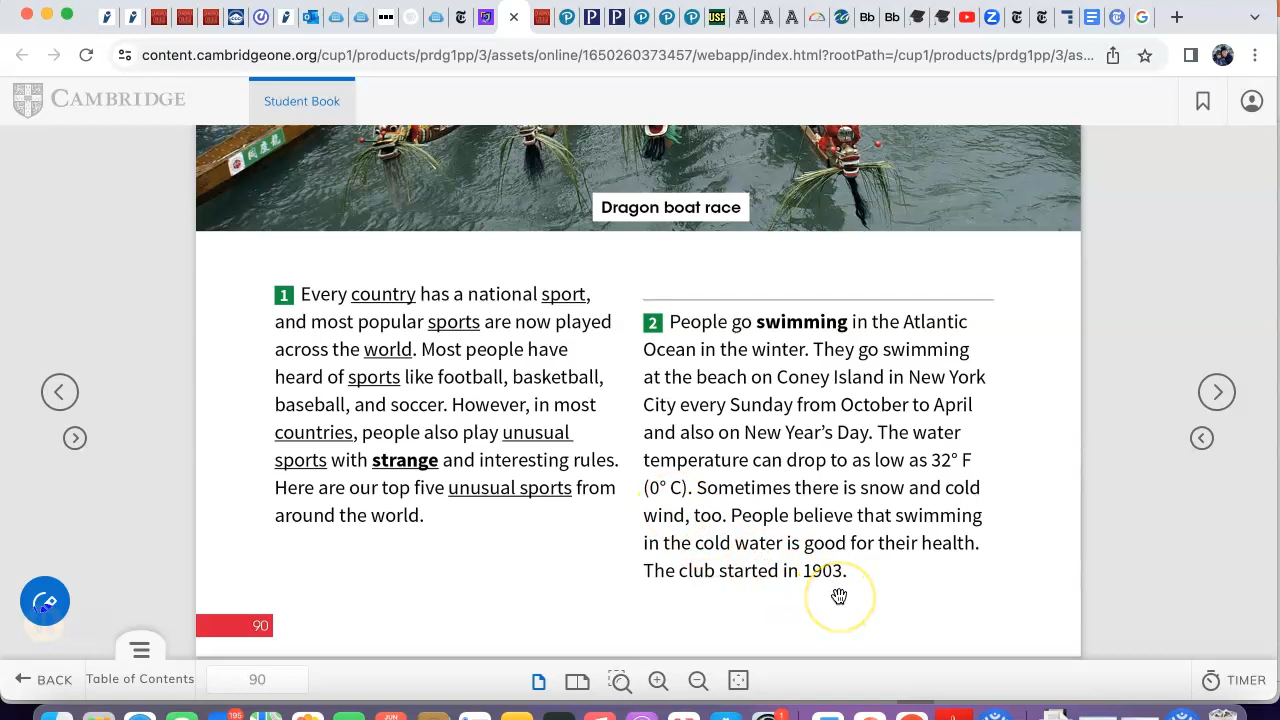 content.cambridgeone.org/cup1/products/prdg1pp/3/assets/online/1650260373457/webapp/index.html?rootPath=/cup1/products/prdg1pp/3/as...
CAMBRIDGE
Student Book
Dragon boat race
1 Every country has a national sport,
and most popular sports are now played
across the world. Most people have
heard of sports like football, basketball,
baseball, and soccer. However, in most
countries, people also play unusual
sports with strange and interesting rules.
Here are our top five unusual sports from
around the world.
2 People go swimming in the Atlantic
Ocean in the winter. They go swimming
at the beach on Coney Island in New York
City every Sunday from October to April
and also on New Year's Day. The water
temperature can drop to as low as 32° F
(0° C). Sometimes there is snow and cold
wind, too. People believe that swimming
in the cold water is good for their health.
The club started in 1903.
90
BACK
Table of Contents
90
TIMER